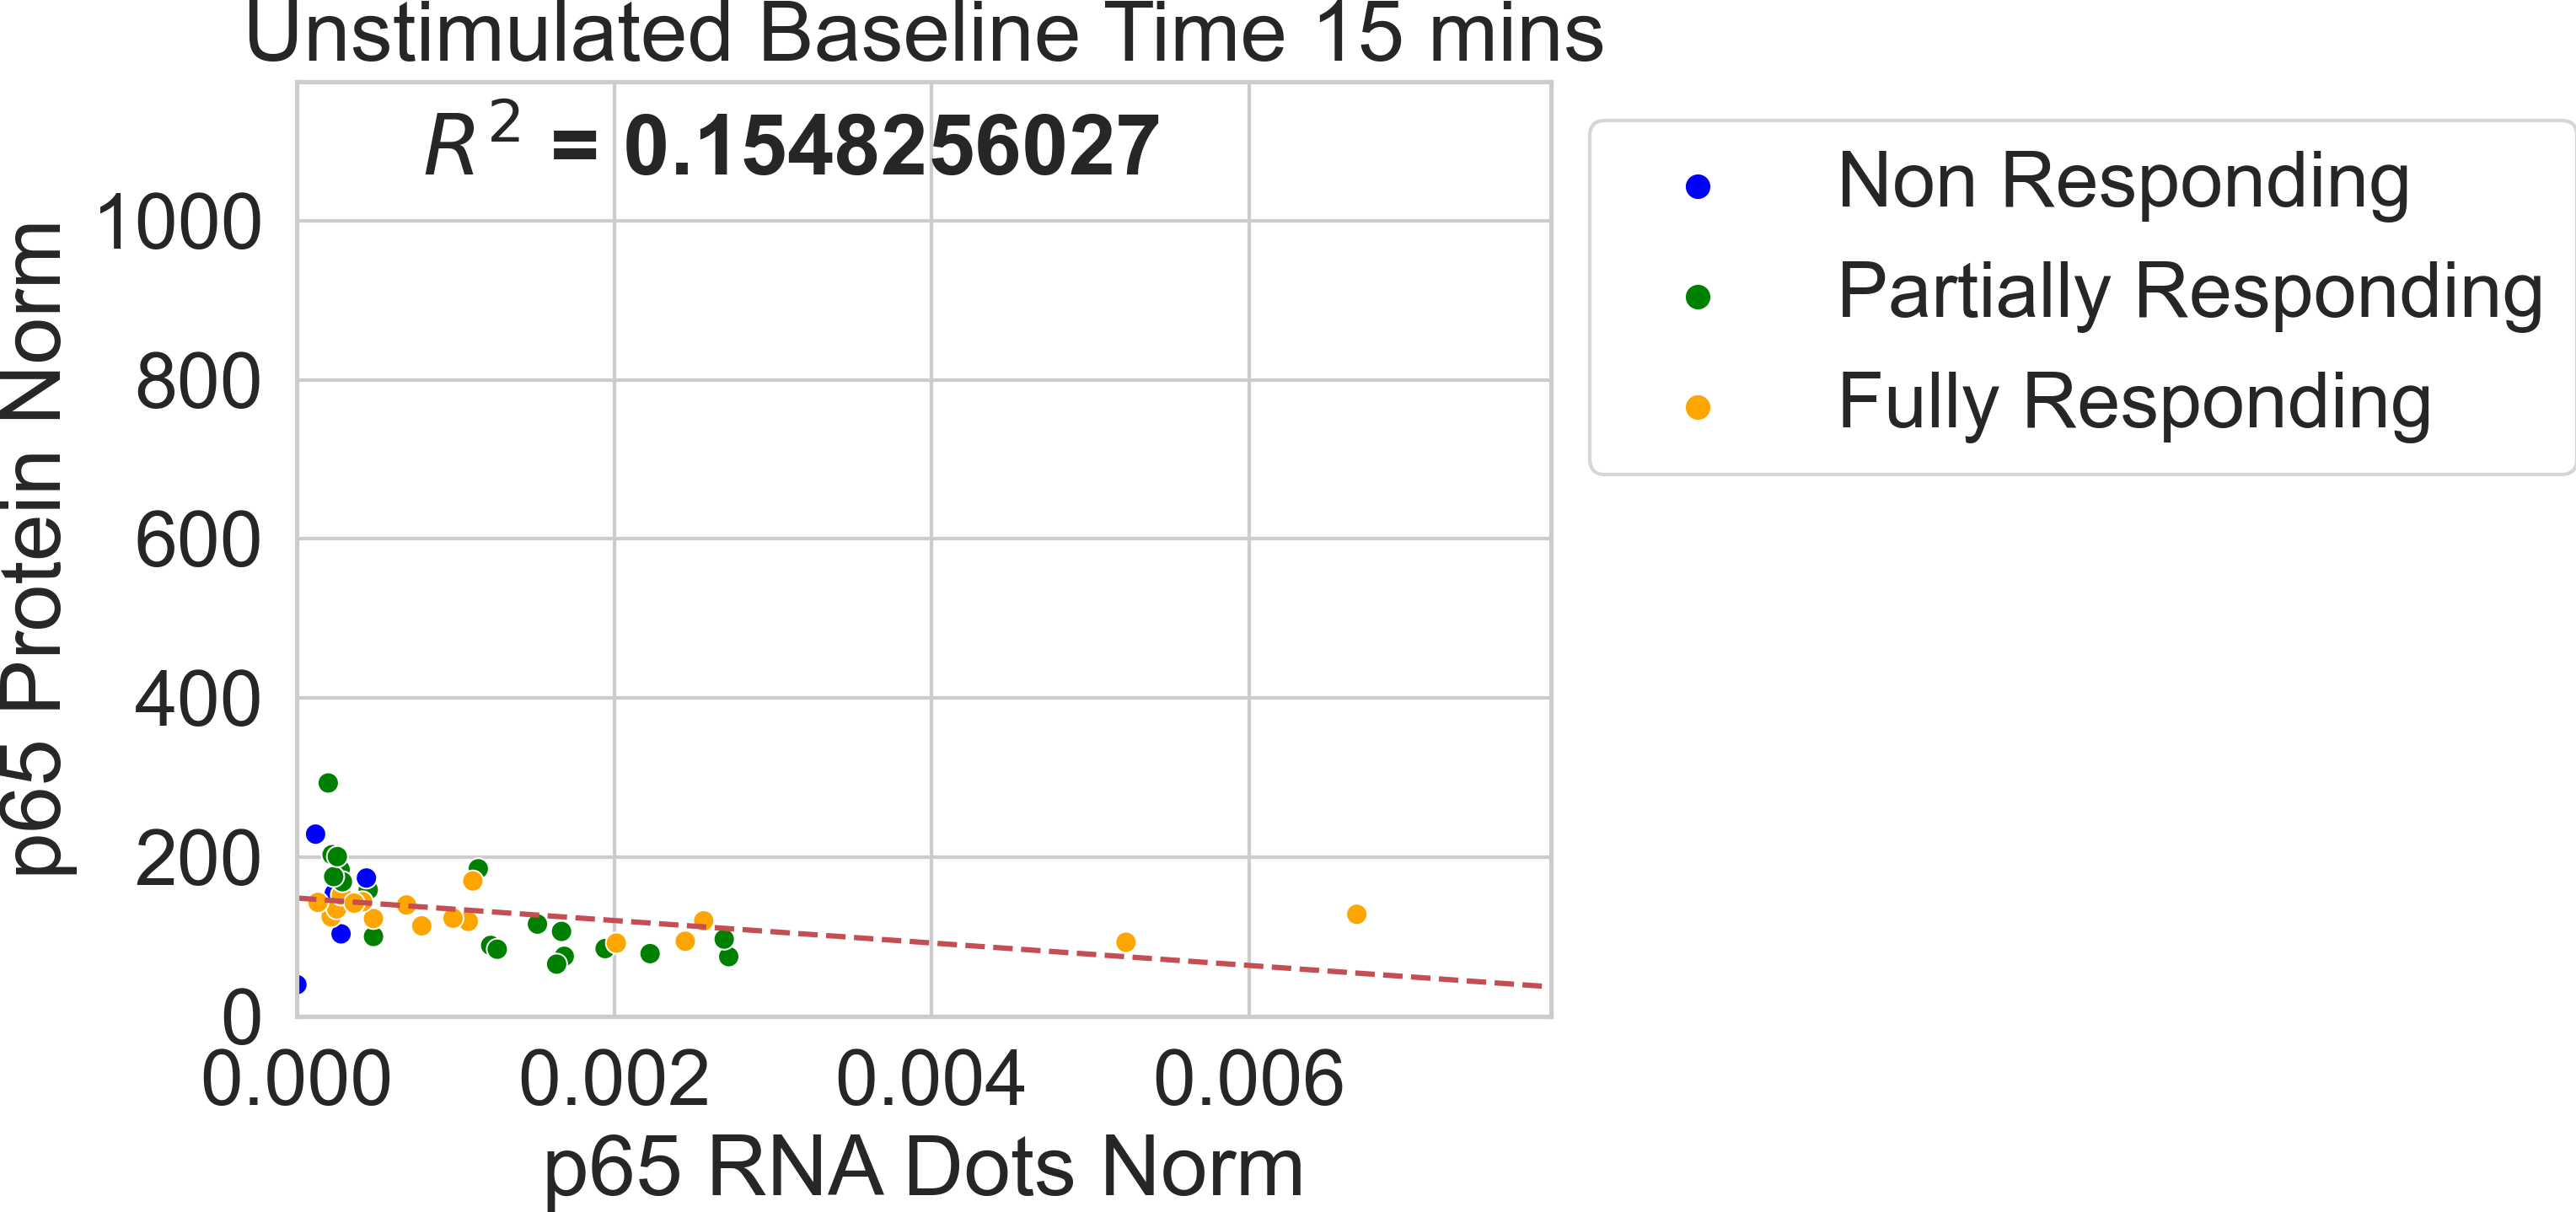 Unstimulated Baseline Time 15 mins
R² = 0.1548256027
Non Responding
Partially Responding
Fully Responding
p65 Protein Norm
1000
800
600
400
200
0
0.000 0.002 0.004 0.006
p65 RNA Dots Norm